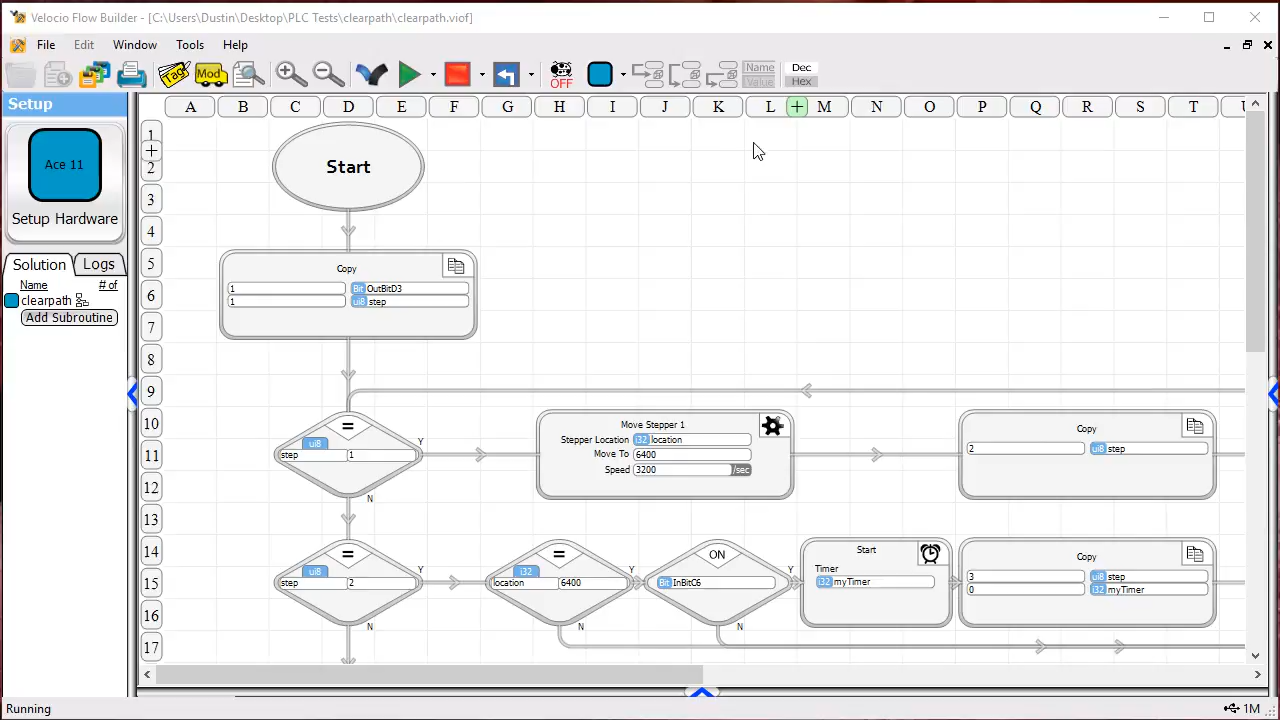 Velocio Flow Builder - [C:\Users\Dustin\Desktop\PLC Tests\clearpath\clearpath.viof]
File Edit Window Tools Help
Tag Mod OFF Name Value Dec Hex
Setup
A B C D E F G H I J K L + M N O P Q R S T U
Ace 11
Setup Hardware
Solution Logs
Name # of
clearpath
Add Subroutine
1
+
2
3
4
5
6
7
8
9
10
11
12
13
14
15
16
17
Start
Copy
1 Bit OutBitD3
1 ui8 step
=
ui8
step 1
Y
N
Move Stepper 1
Stepper Location i32 location
Move To 6400
Speed 3200 /sec
Copy
2 ui8 step
=
ui8
step 2
Y
N
=
i32
location 6400
Y
N
ON
Bit InBitC6
Y
N
Start
Timer
i32 myTimer
Copy
3 ui8 step
0 i32 myTimer
Running 1M